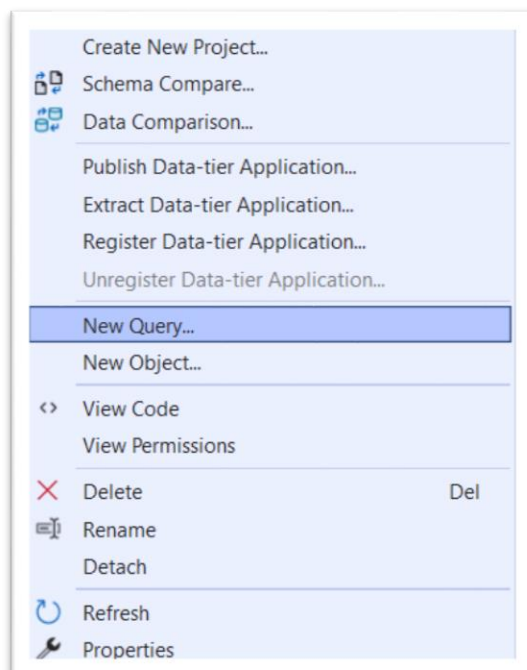 Create New Project...
Schema Compare...
Data Comparison...
Publish Data-tier Application...
Extract Data-tier Application...
Register Data-tier Application...
Unregister Data-tier Application...
New Query...
New Object...
View Code
View Permissions
Delete Del
Rename
Detach
Refresh
Properties